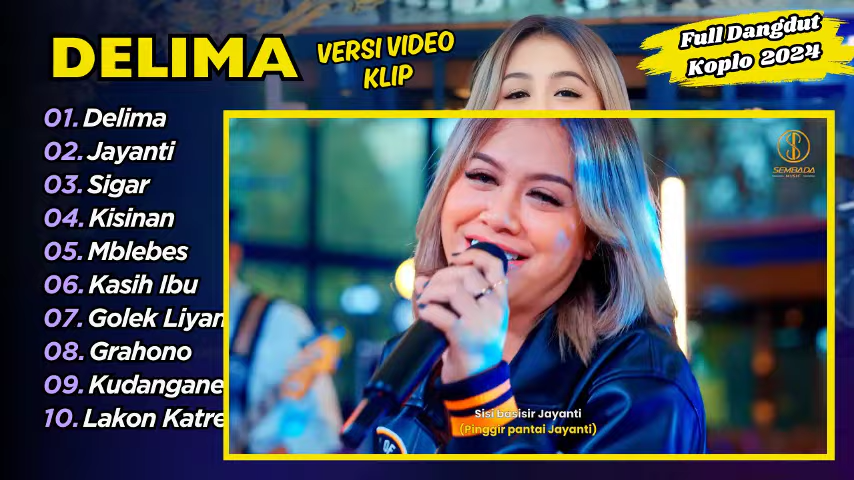 DELIMA
VERSI VIDEO
KLIP
Full Dangdut
Koplo 2024
01. Delima
02. Jayanti
03. Sigar
04. Kisinan
05. Mblebes
06. Kasih Ibu
07. Golek Liyan
08. Grahono
09. Kudangane
10. Lakon Katre
SEMBADA
MUSIC
Sisi basisir Jayanti
(Pinggir pantai Jayanti)